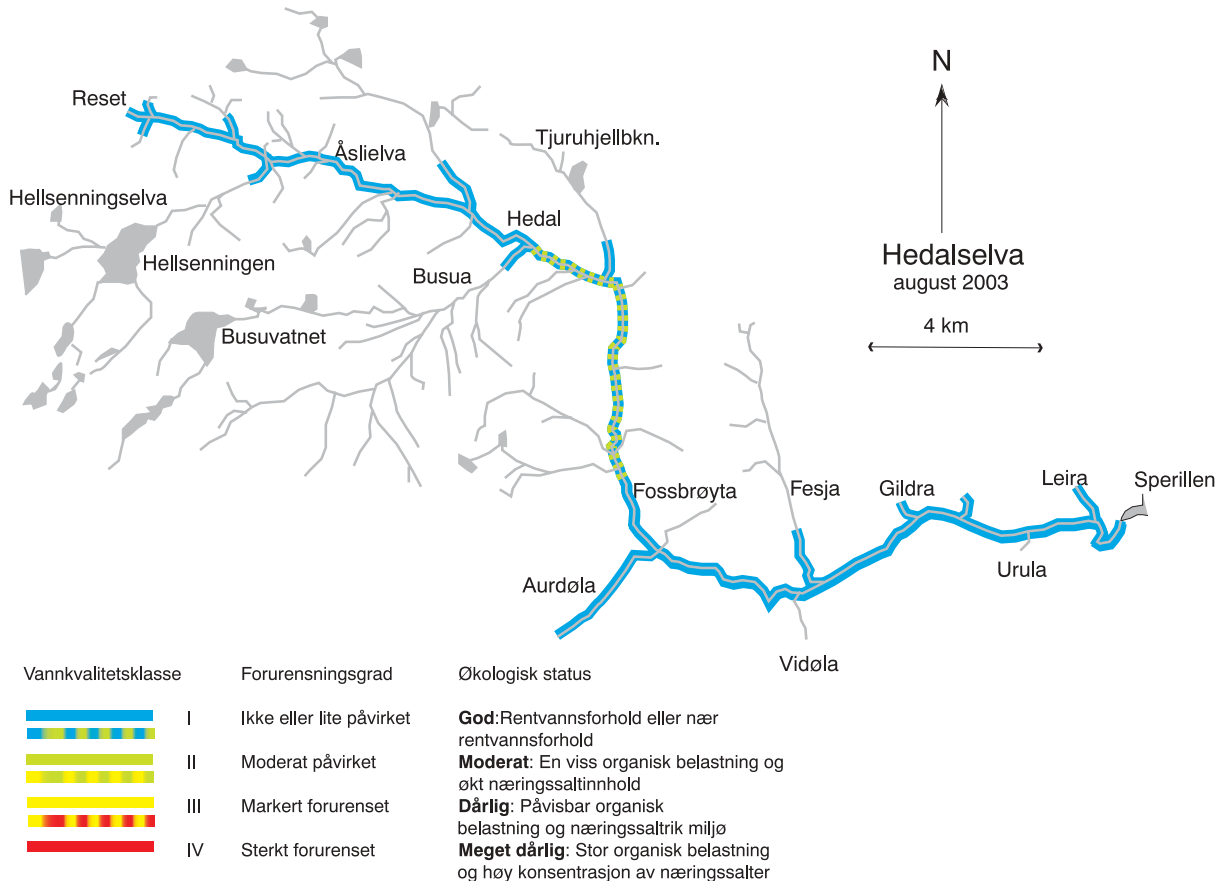 N
Reset
Åslielva
Tjuruhjellbkn.
Hellsenningselva
Hedal
Hellsenningen
Busua
Hedalselva
august 2003
Busuvatnet
4 km
Fossbrøyta
Fesja
Gildra
Leira
Sperillen
Aurdøla
Urula
Vidøla
Vannkvalitetsklasse Forurensningsgrad Økologisk status
I Ikke eller lite påvirket God:Rentvannsforhold eller nær
rentvannsforhold
II Moderat påvirket Moderat: En viss organisk belastning og
økt næringssaltinnhold
III Markert forurenset Dårlig: Påvisbar organisk
belastning og næringssaltrik miljø
IV Sterkt forurenset Meget dårlig: Stor organisk belastning
og høy konsentrasjon av næringssalter